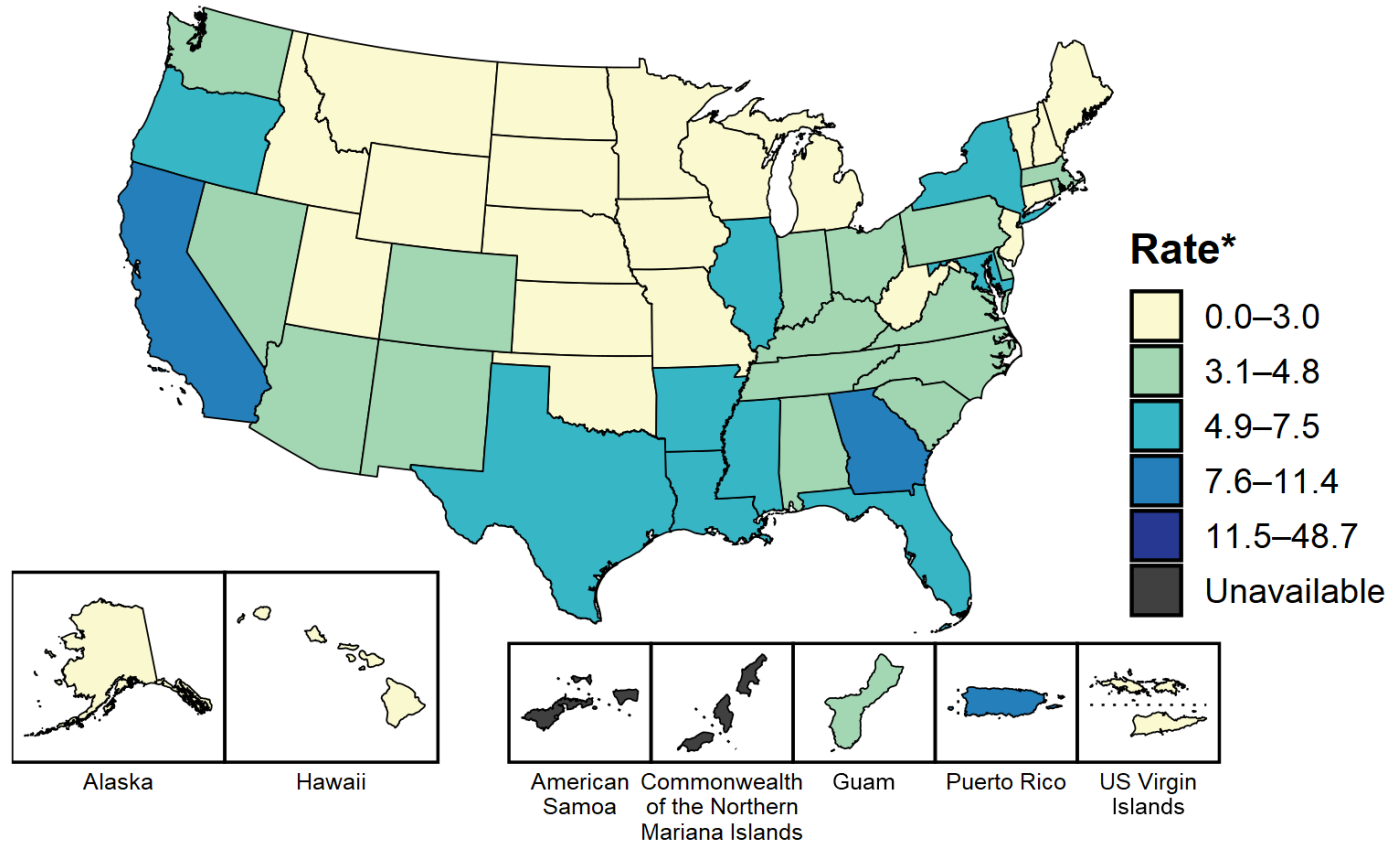 Rate*
0.0–3.0
3.1–4.8
4.9–7.5
7.6–11.4
11.5–48.7
Unavailable
Alaska
Hawaii
American
Samoa
Commonwealth
of the Northern
Mariana Islands
Guam
Puerto Rico
US Virgin
Islands